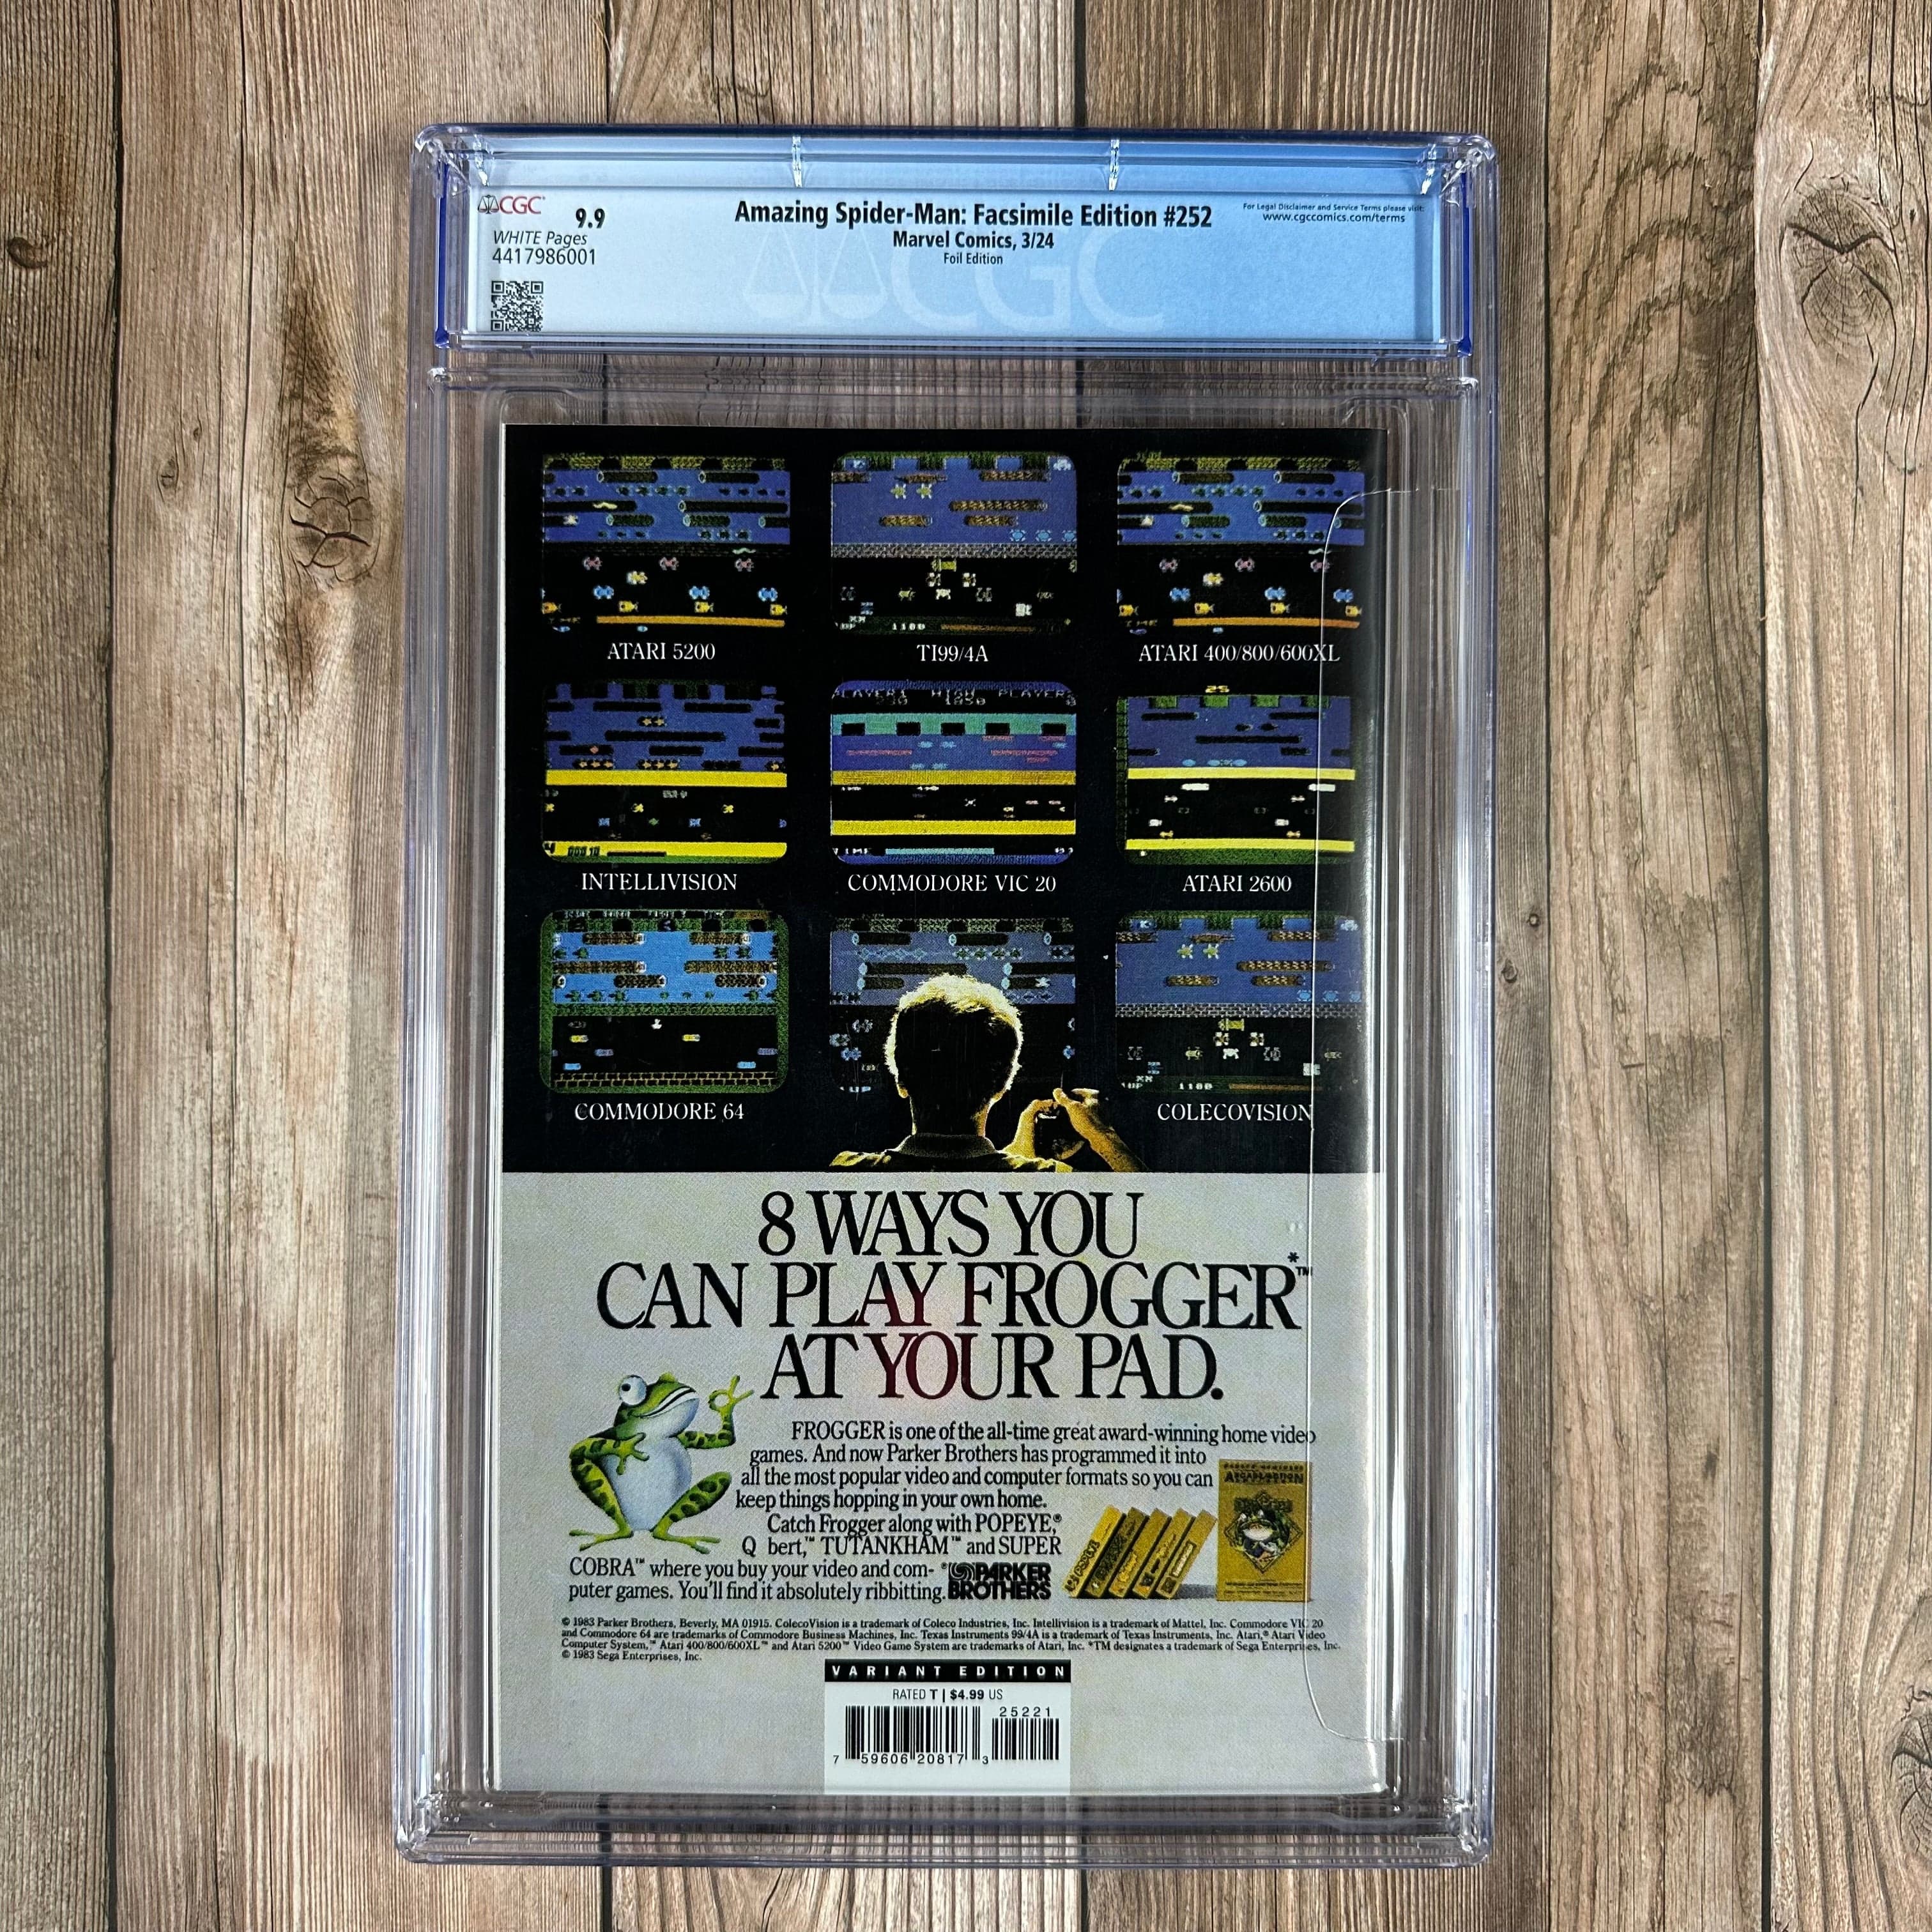 CGC
9.9
WHITE Pages
4417986001
Amazing Spider-Man: Facsimile Edition #252
Marvel Comics, 3/24
Foil Edition
For Legal Disclaimer and Service Terms please visit:
www.cgccomics.com/terms
CGC
ATARI 5200
TI99/4A
ATARI 400/800/600XL
INTELLIVISION
COMMODORE VIC 20
ATARI 2600
COMMODORE 64
COLECOVISION
8 WAYS YOU
CAN PLAY FROGGER*™
AT YOUR PAD.
FROGGER is one of the all-time great award-winning home video
games. And now Parker Brothers has programmed it into
all the most popular video and computer formats so you can
keep things hopping in your own home.
Catch Frogger along with POPEYE,®
Q bert,™ TUTANKHAM™ and SUPER
COBRA™ where you buy your video and com-
puter games. You'll find it absolutely ribbitting.
PARKER
BROTHERS
© 1983 Parker Brothers, Beverly, MA 01915. ColecoVision is a trademark of Coleco Industries, Inc. Intellivision is a trademark of Mattel, Inc. Commodore VIC 20
and Commodore 64 are trademarks of Commodore Business Machines, Inc. Texas Instruments 99/4A is a trademark of Texas Instruments, Inc. Atari,® Atari Video
Computer System,™ Atari 400/800/600XL™ and Atari 5200™ Video Game System are trademarks of Atari, Inc. *TM designates a trademark of Sega Enterprises, Inc.
© 1983 Sega Enterprises, Inc.
VARIANT EDITION
RATED T | $4.99 US
25221
7 59606 20817 3